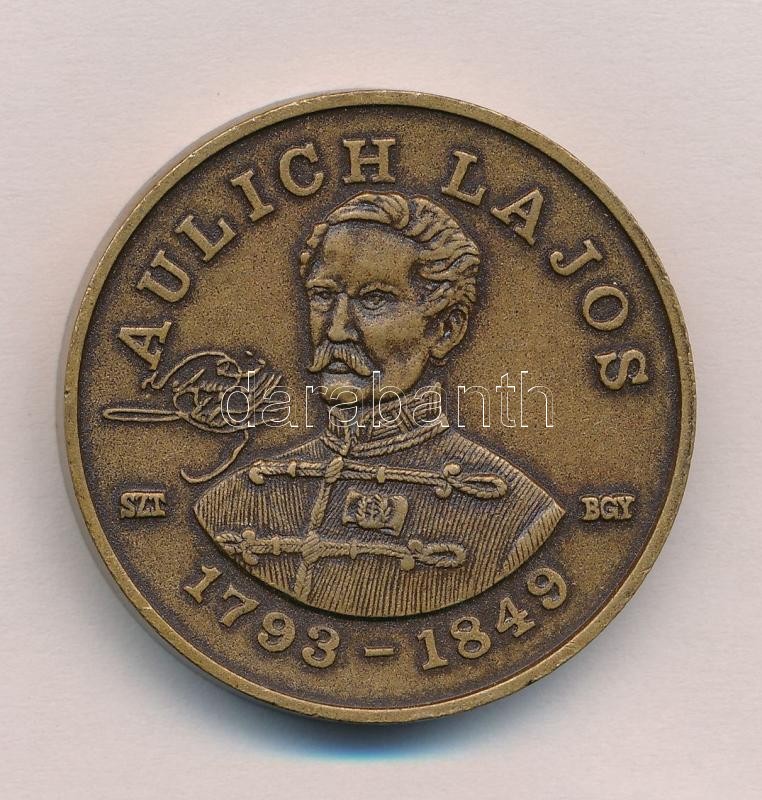 AULICH LAJOS
darabanth
SZT
BGY
1793 - 1849